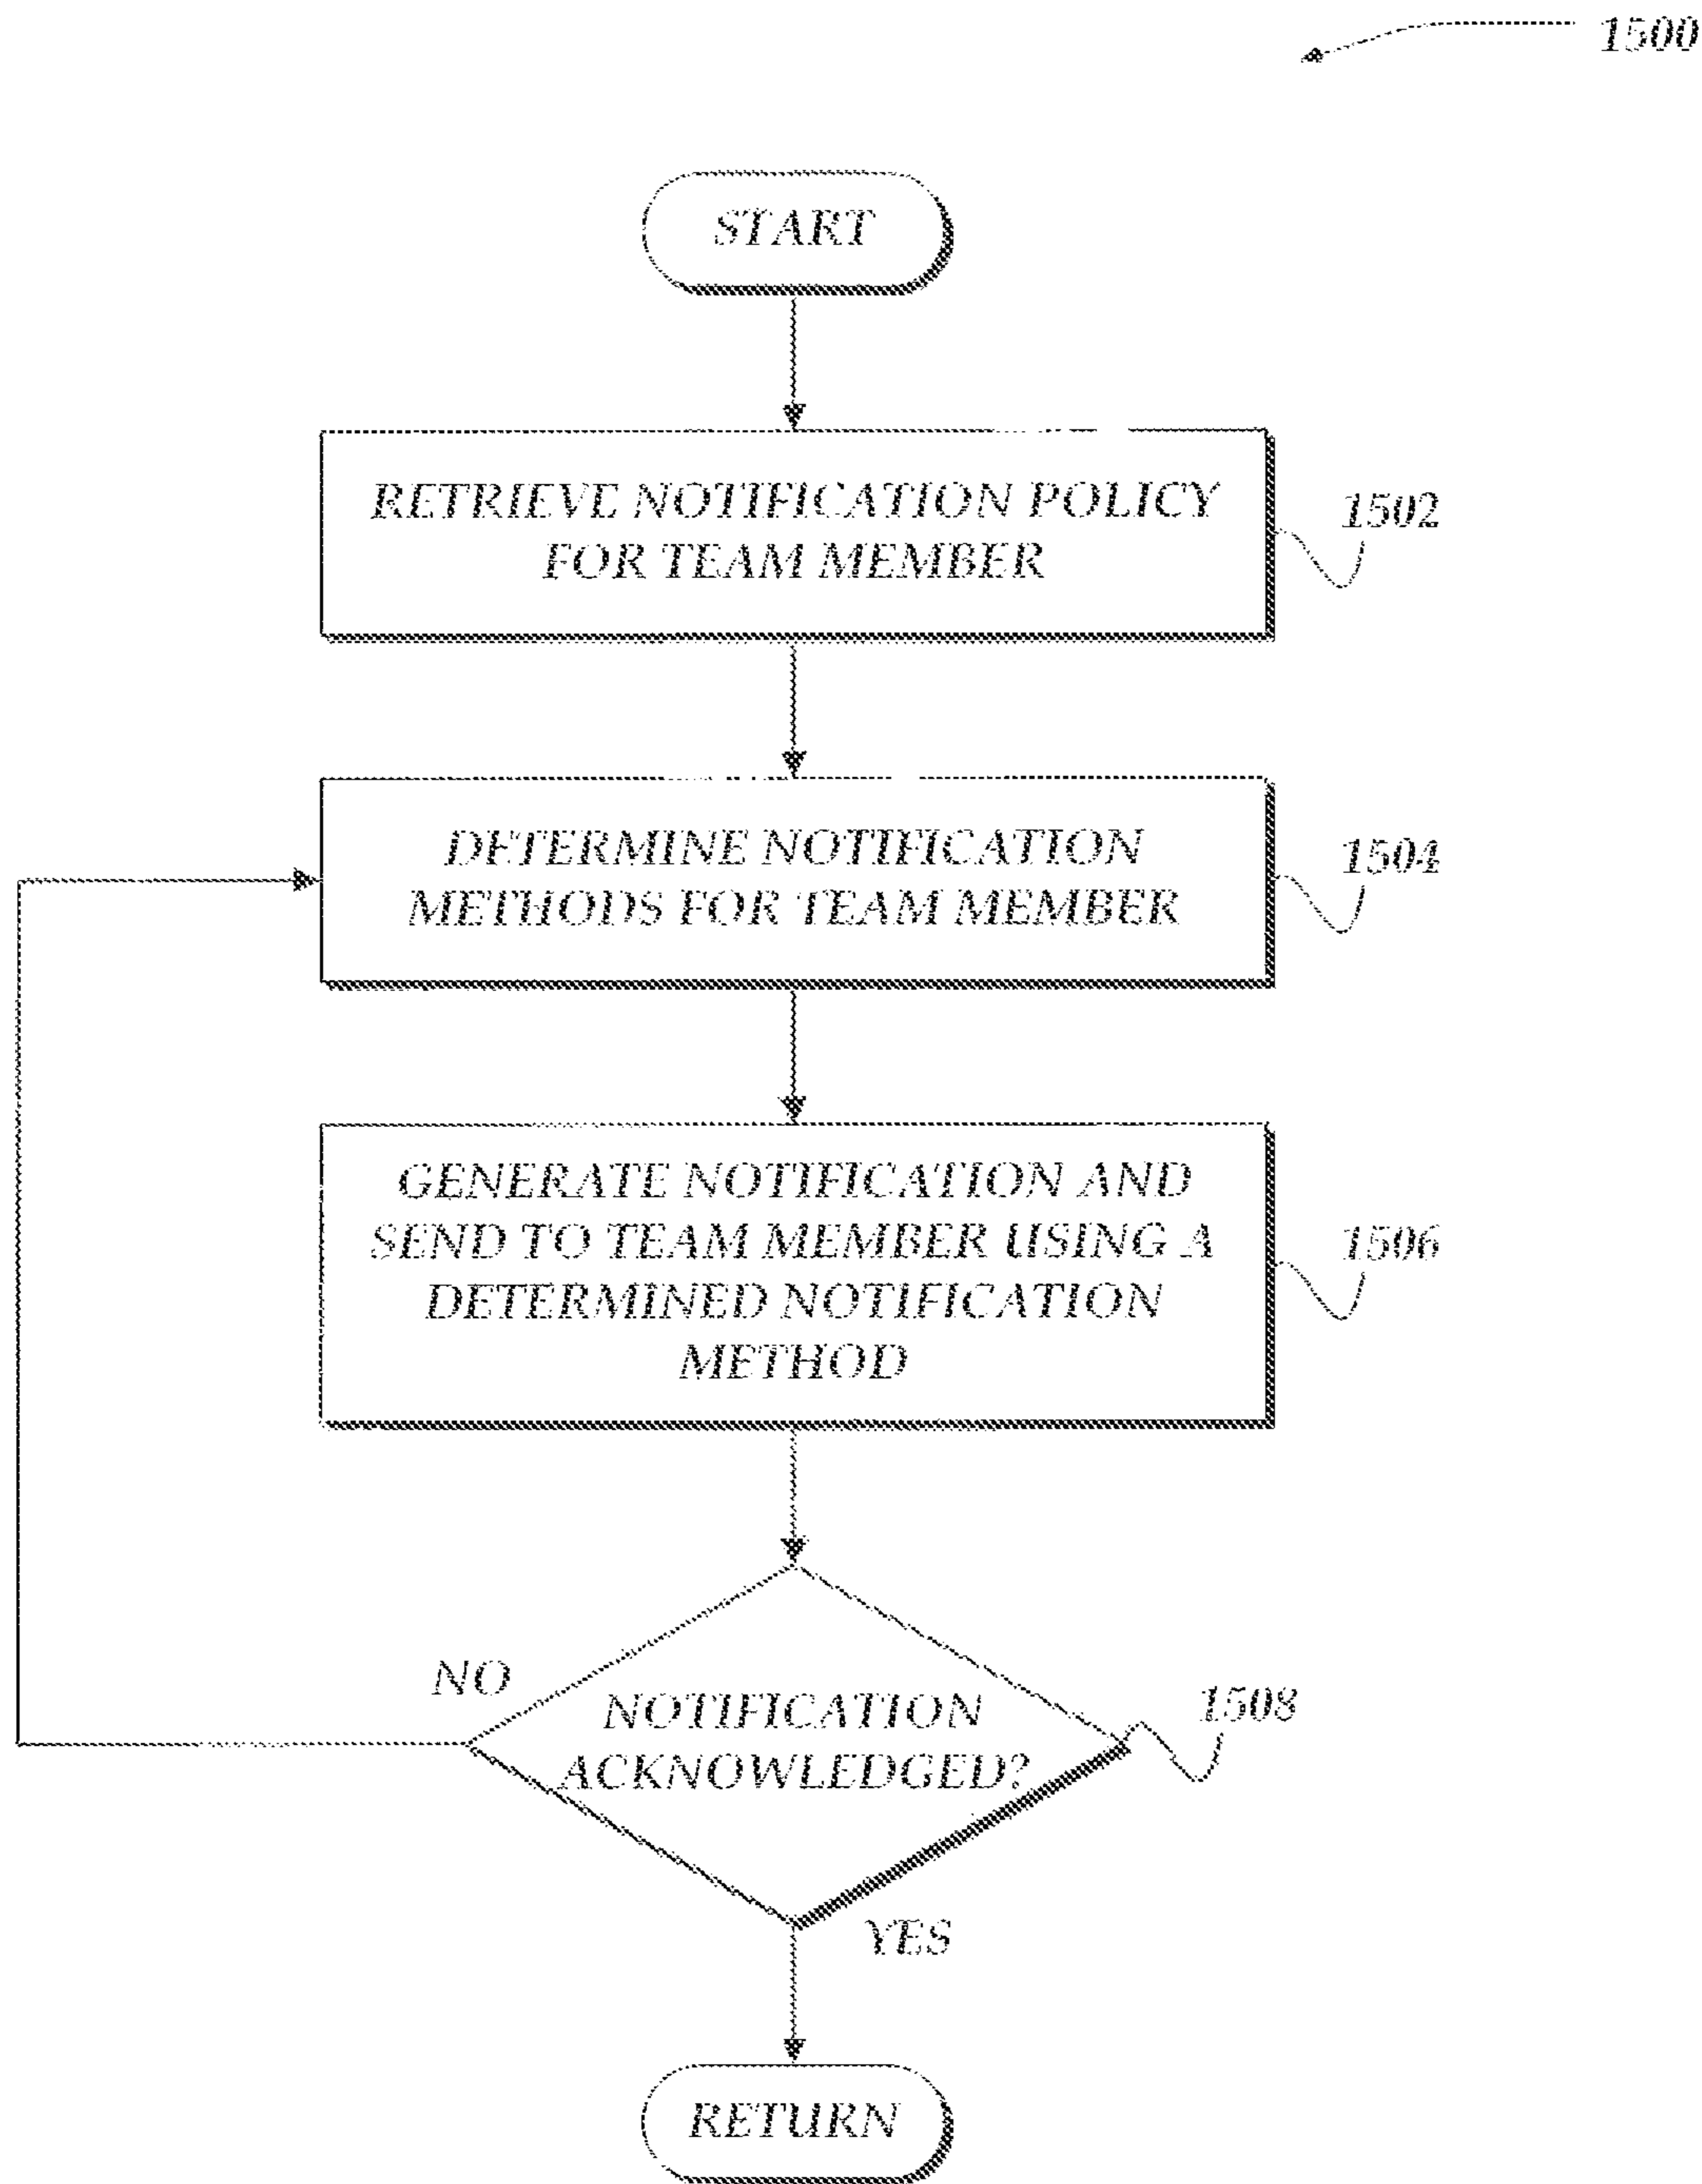 1500
START
RETRIEVE NOTIFICATION POLICY
FOR TEAM MEMBER
1502
DETERMINE NOTIFICATION
METHODS FOR TEAM MEMBER
1504
GENERATE NOTIFICATION AND
SEND TO TEAM MEMBER USING A
DETERMINED NOTIFICATION
METHOD
1506
NO
NOTIFICATION
ACKNOWLEDGED?
1508
YES
RETURN